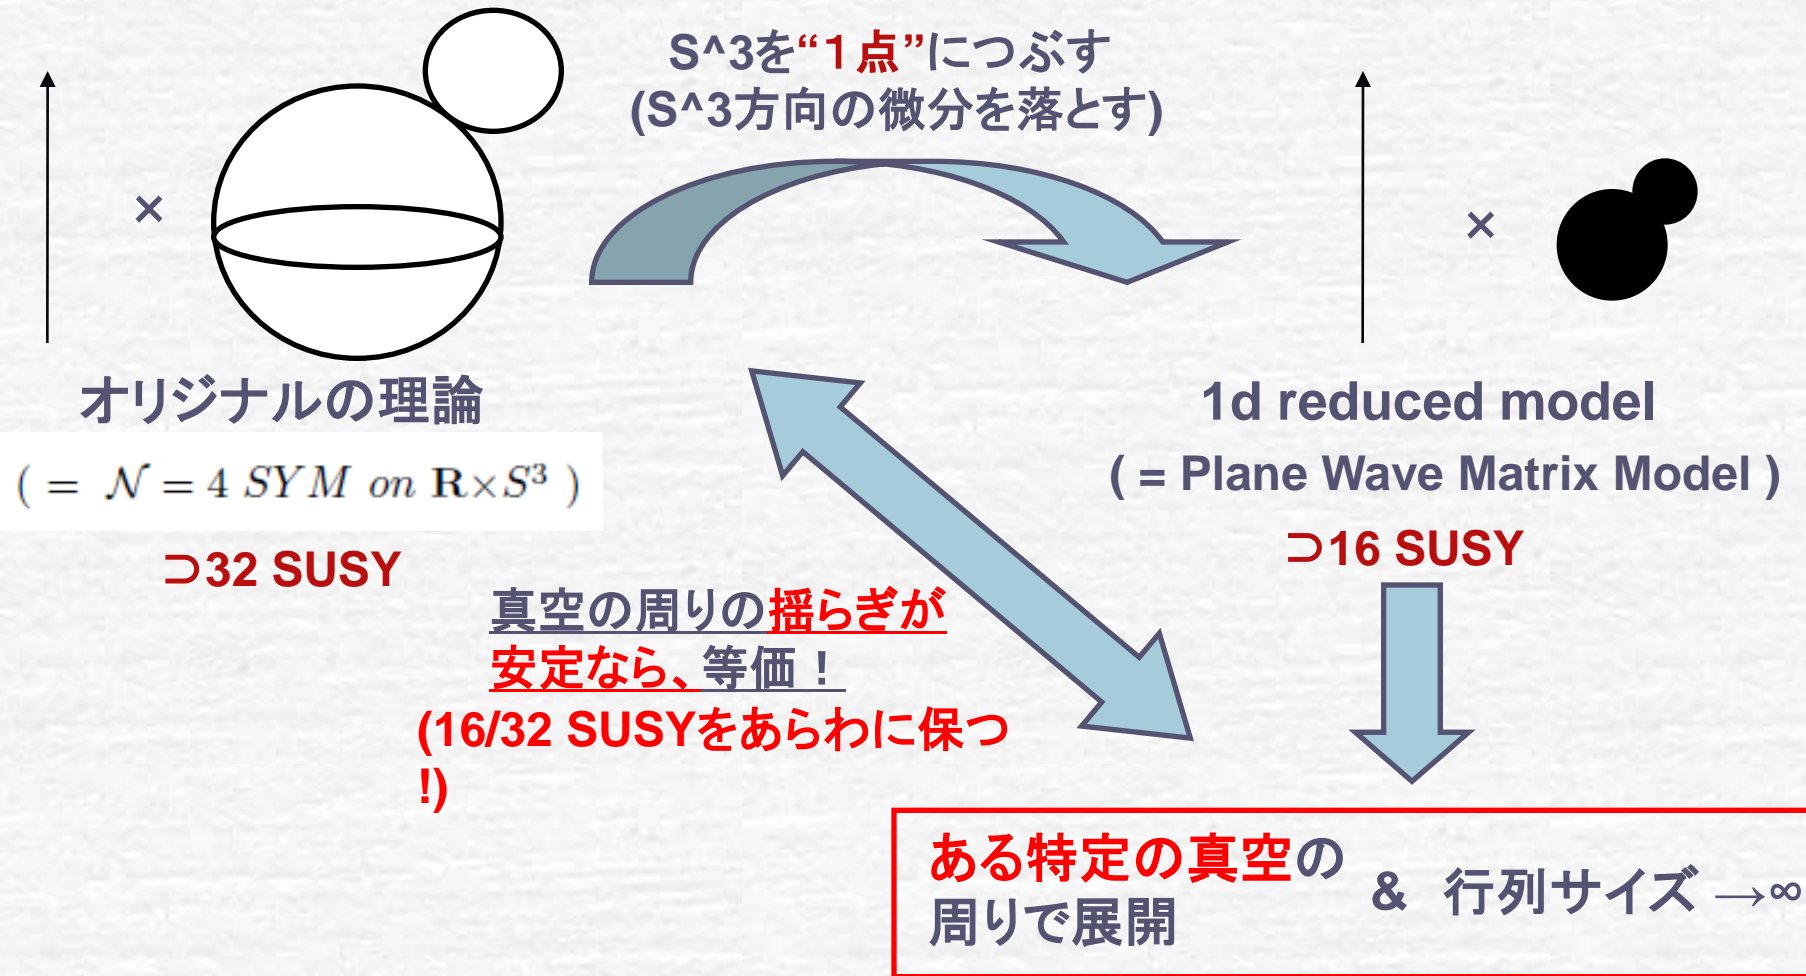 S^3を“１点”につぶす
(S^3方向の微分を落とす)
×
×
オリジナルの理論
( = 𝒩 = 4 SYM on R×S³ )
⊃32 SUSY
1d reduced model
( = Plane Wave Matrix Model )
⊃16 SUSY
真空の周りの揺らぎが
安定なら、等価！
(16/32 SUSYをあらわに保つ
!)
ある特定の真空の
周りで展開
& 行列サイズ →∞